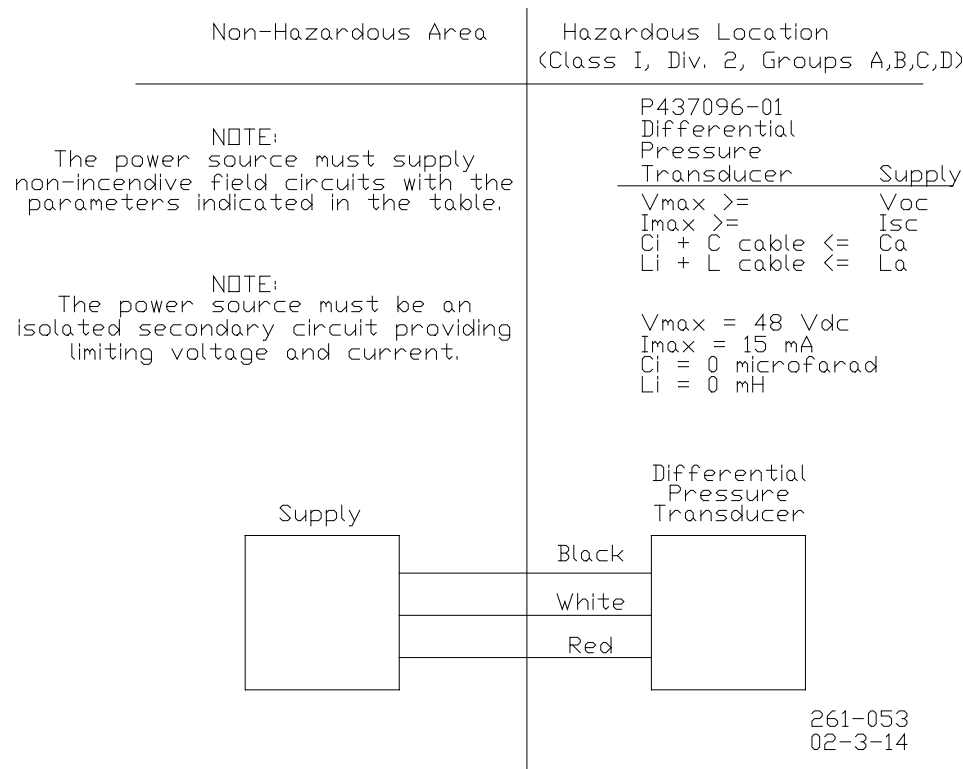 Non-Hazardous Area
Hazardous Location
(Class I, Div. 2, Groups A,B,C,D)
NOTE:
The power source must supply
non-incendive field circuits with the
parameters indicated in the table.
NOTE:
The power source must be an
isolated secondary circuit providing
limiting voltage and current.
P437096-01
Differential
Pressure
Transducer Supply
Vmax >= Voc
Imax >= Isc
Ci + C cable <= Ca
Li + L cable <= La
Vmax = 48 Vdc
Imax = 15 mA
Ci = 0 microfarad
Li = 0 mH
Supply
Differential
Pressure
Transducer
Black
White
Red
261-053
02-3-14